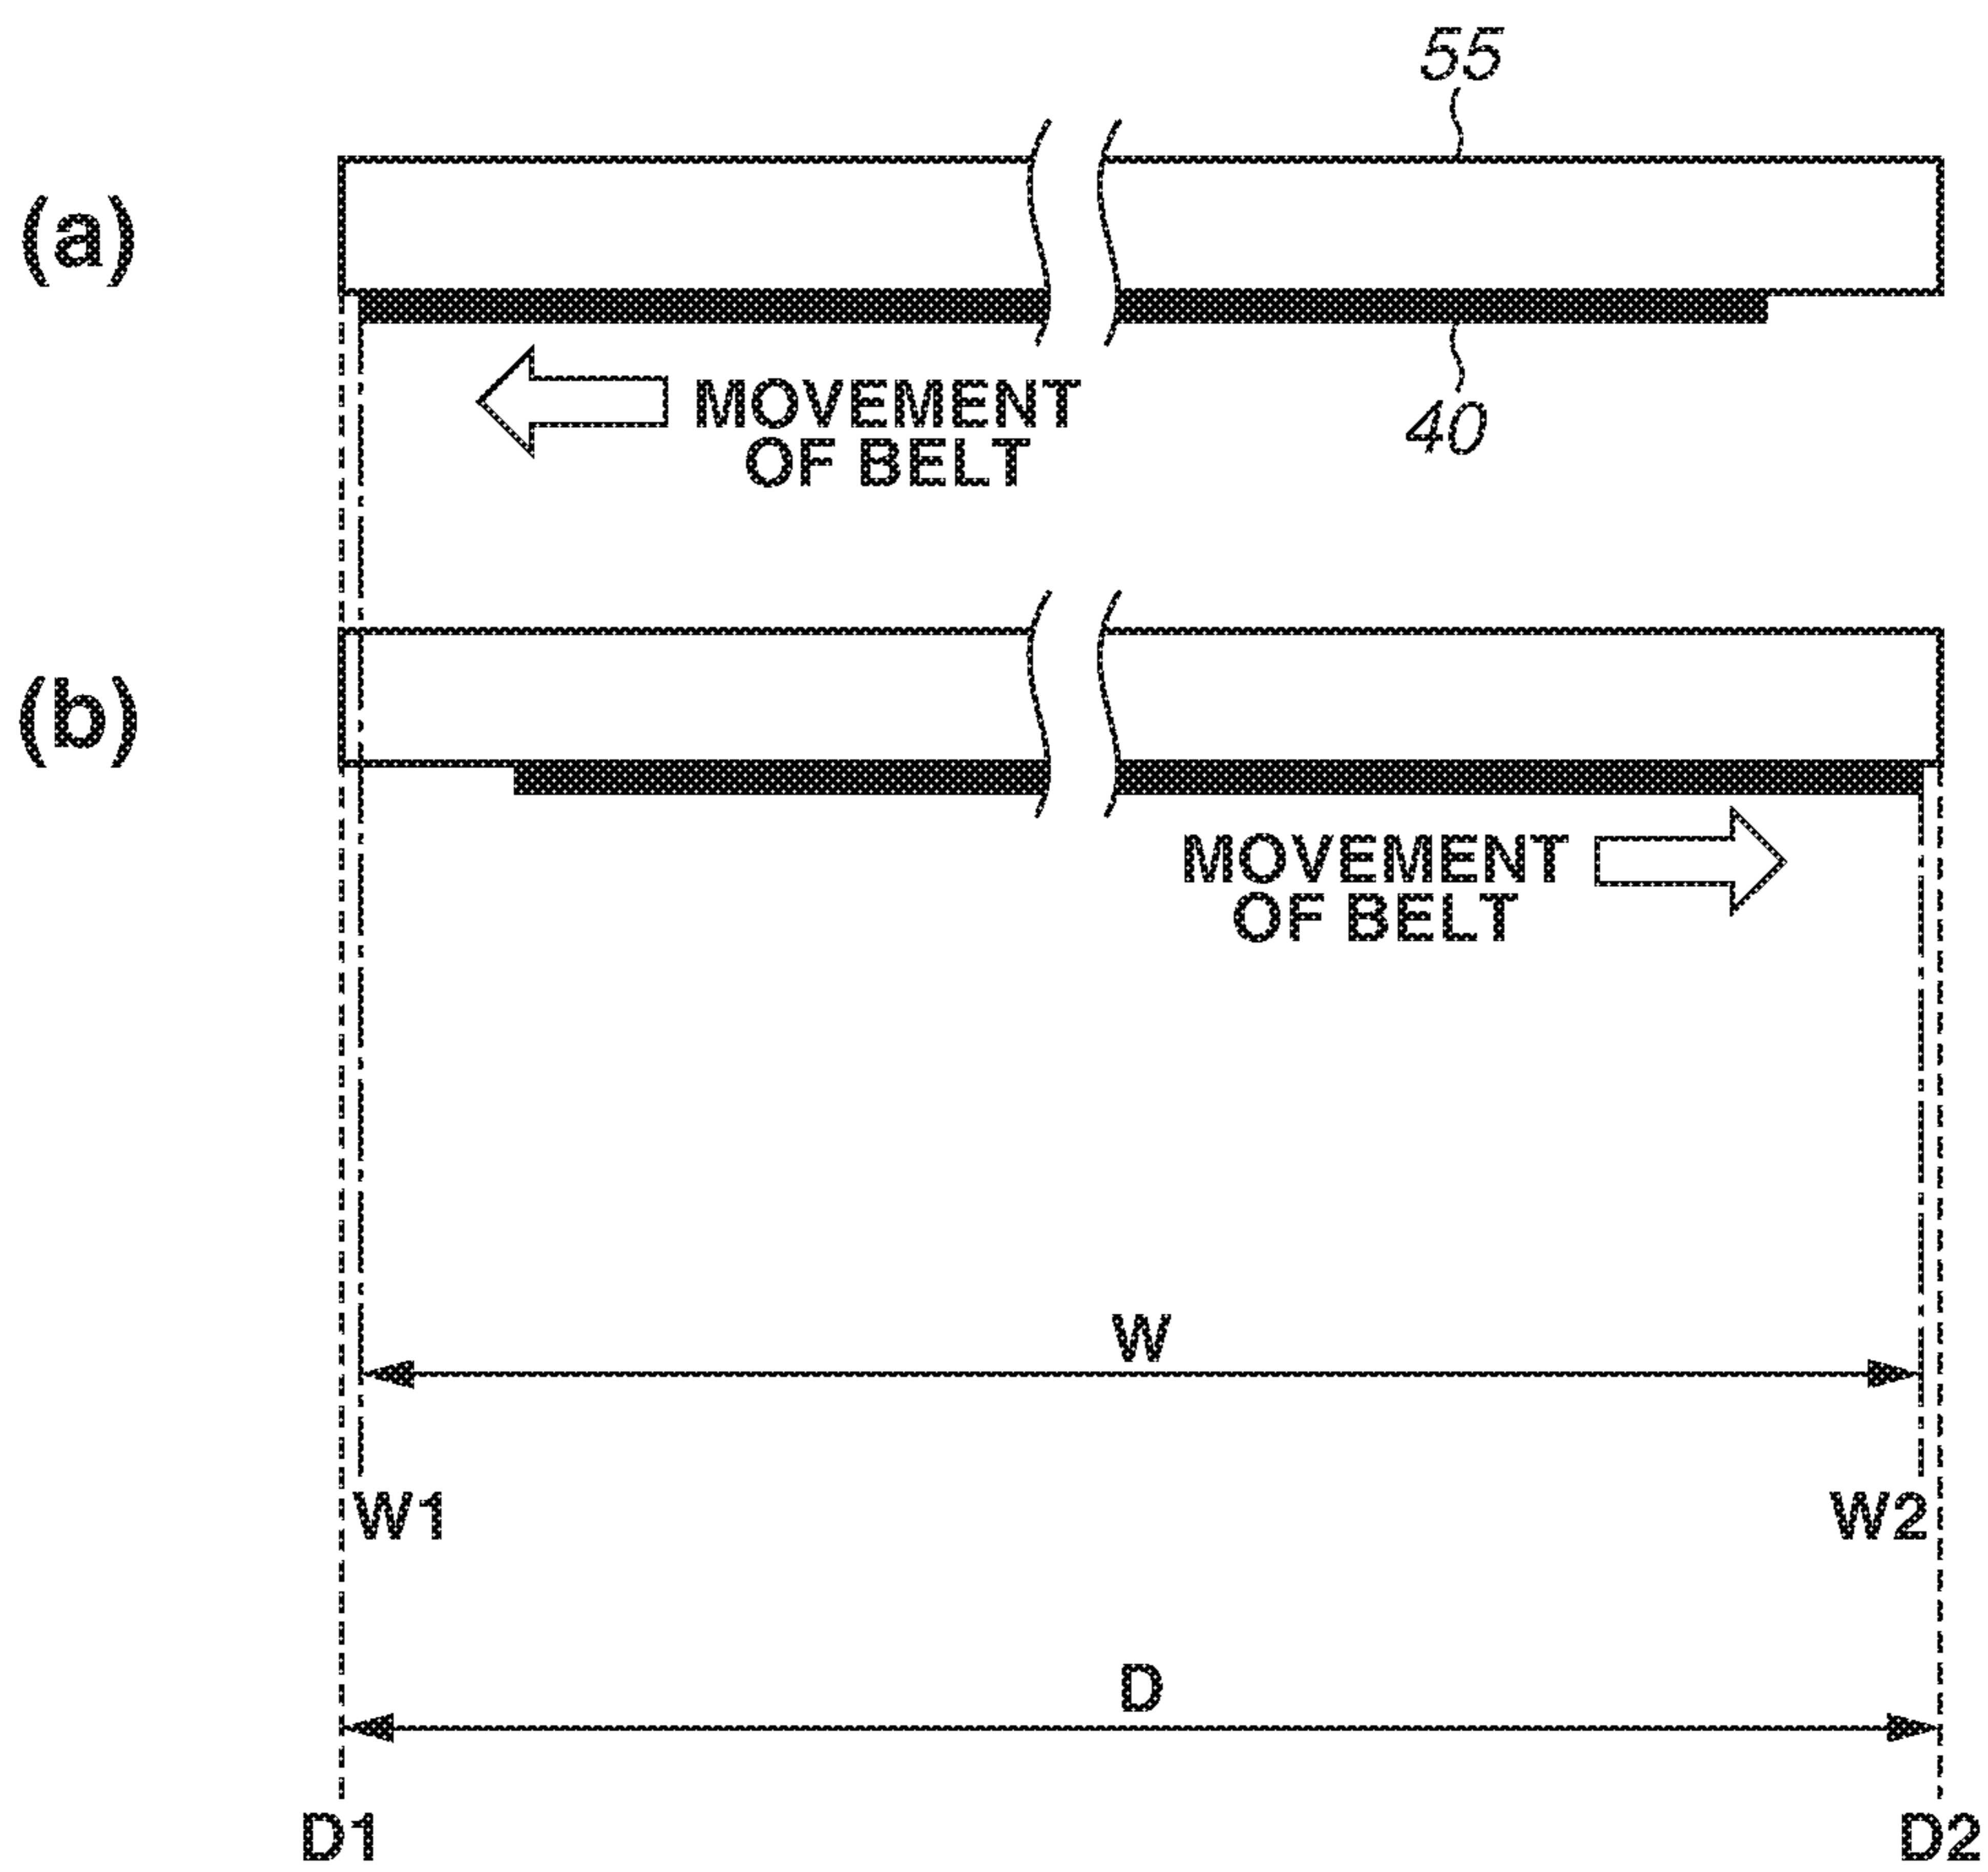 55
(a)
40
MOVEMENT
OF BELT
(b)
MOVEMENT
OF BELT
W
W1
W2
D
D1
D2